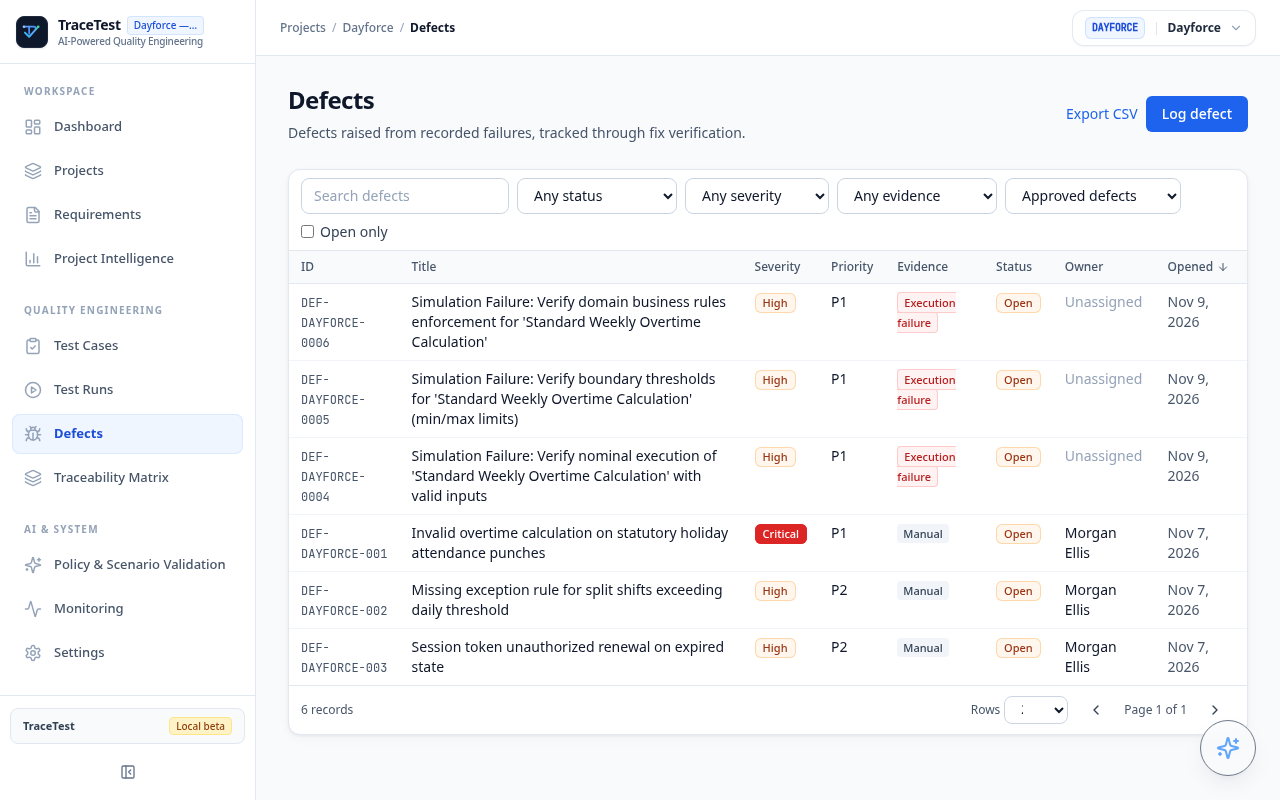 TraceTest
Dayforce —...
AI-Powered Quality Engineering
WORKSPACE
Dashboard
Projects
Requirements
Project Intelligence
QUALITY ENGINEERING
Test Cases
Test Runs
Defects
Traceability Matrix
AI & SYSTEM
Policy & Scenario Validation
Monitoring
Settings
TraceTest
Local beta
Projects / Dayforce / Defects
DAYFORCE
Dayforce
Defects
Defects raised from recorded failures, tracked through fix verification.
Export CSV
Log defect
Search defects
Any status
Any severity
Any evidence
Approved defects
Open only
ID Title Severity Priority Evidence Status Owner Opened
DEF-DAYFORCE-0006
Simulation Failure: Verify domain business rules
enforcement for 'Standard Weekly Overtime
Calculation'
High
P1
Execution
failure
Open
Unassigned
Nov 9,
2026
DEF-DAYFORCE-0005
Simulation Failure: Verify boundary thresholds
for 'Standard Weekly Overtime Calculation'
(min/max limits)
High
P1
Execution
failure
Open
Unassigned
Nov 9,
2026
DEF-DAYFORCE-0004
Simulation Failure: Verify nominal execution of
'Standard Weekly Overtime Calculation' with
valid inputs
High
P1
Execution
failure
Open
Unassigned
Nov 9,
2026
DEF-
DAYFORCE-001
Invalid overtime calculation on statutory holiday
attendance punches
Critical
P1
Manual
Open
Morgan
Ellis
Nov 7,
2026
DEF-
DAYFORCE-002
Missing exception rule for split shifts exceeding
daily threshold
High
P2
Manual
Open
Morgan
Ellis
Nov 7,
2026
DEF-
DAYFORCE-003
Session token unauthorized renewal on expired
state
High
P2
Manual
Open
Morgan
Ellis
Nov 7,
2026
6 records
Rows
Page 1 of 1